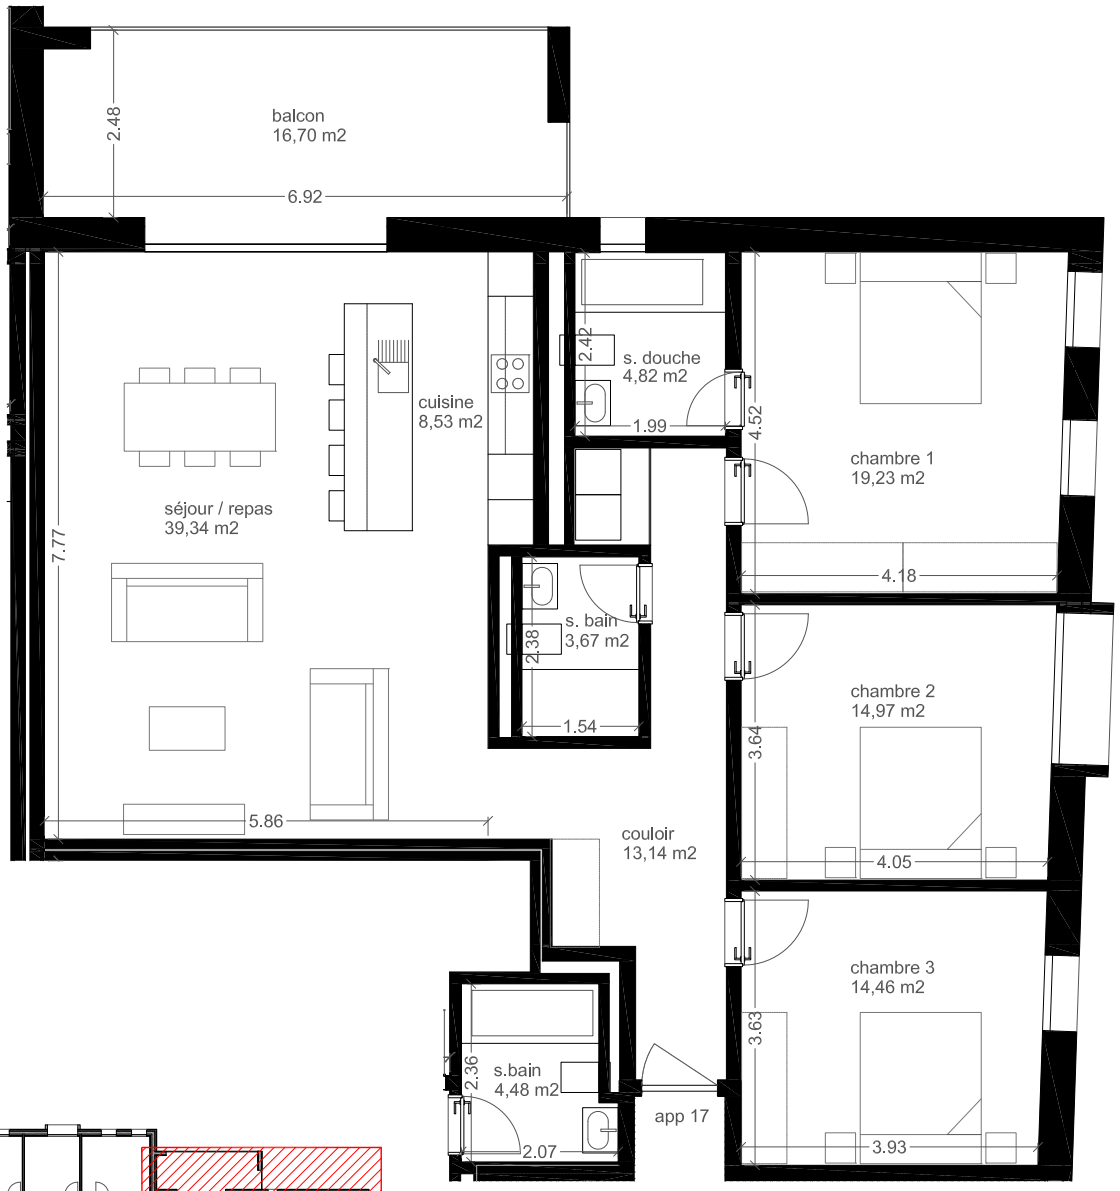 balcon
16,70 m2
2.48
6.92
s. douche
4,82 m2
2.42
1.99
cuisine
8,53 m2
séjour / repas
39,34 m2
7.77
5.86
chambre 1
19,23 m2
4.52
4.18
s. bain
3,67 m2
2.38
1.54
chambre 2
14,97 m2
3.64
4.05
couloir
13,14 m2
chambre 3
14,46 m2
3.63
3.93
s.bain
4,48 m2
2.36
2.07
app 17